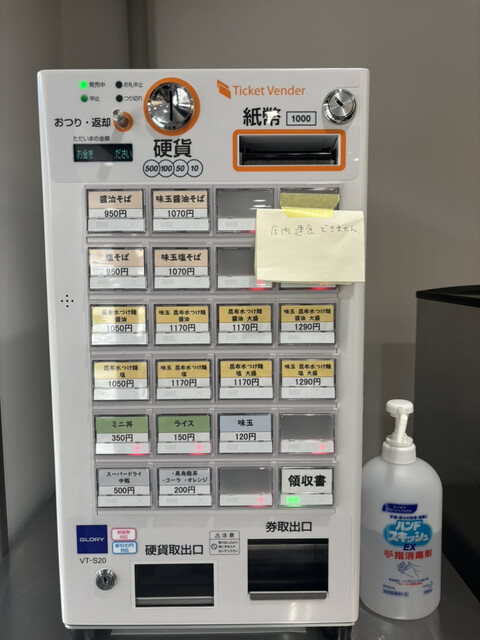 発売中 お札中止
中止 つり切れ
Ticket Vender
おつり・返却
紙幣 1000
ただいまの金額
お金を ださい
硬貨
500 100 50 10
醤油そば
950円
味玉醤油そば
1070円
塩そば
950円
味玉塩そば
1070円
昆布水つけ麺
醤油
1050円
味玉 昆布水つけ麺
醤油
1170円
昆布水つけ麺
醤油 大盛
1170円
味玉 昆布水つけ麺
醤油 大盛
1290円
昆布水つけ麺
塩
1050円
味玉 昆布水つけ麺
塩
1170円
昆布水つけ麺
塩 大盛
1170円
味玉 昆布水つけ麺
塩 大盛
1290円
ミニ丼
350円
ライス
150円
味玉
120円
スーパードライ
中瓶
500円
・黒烏龍茶
・コーラ ・オレンジ
200円
領収書
GLORY
新500円
対応
VT-S20
硬貨取出口
注意
券取出口
ハンド
スキッシュ
EX
手指消毒剤